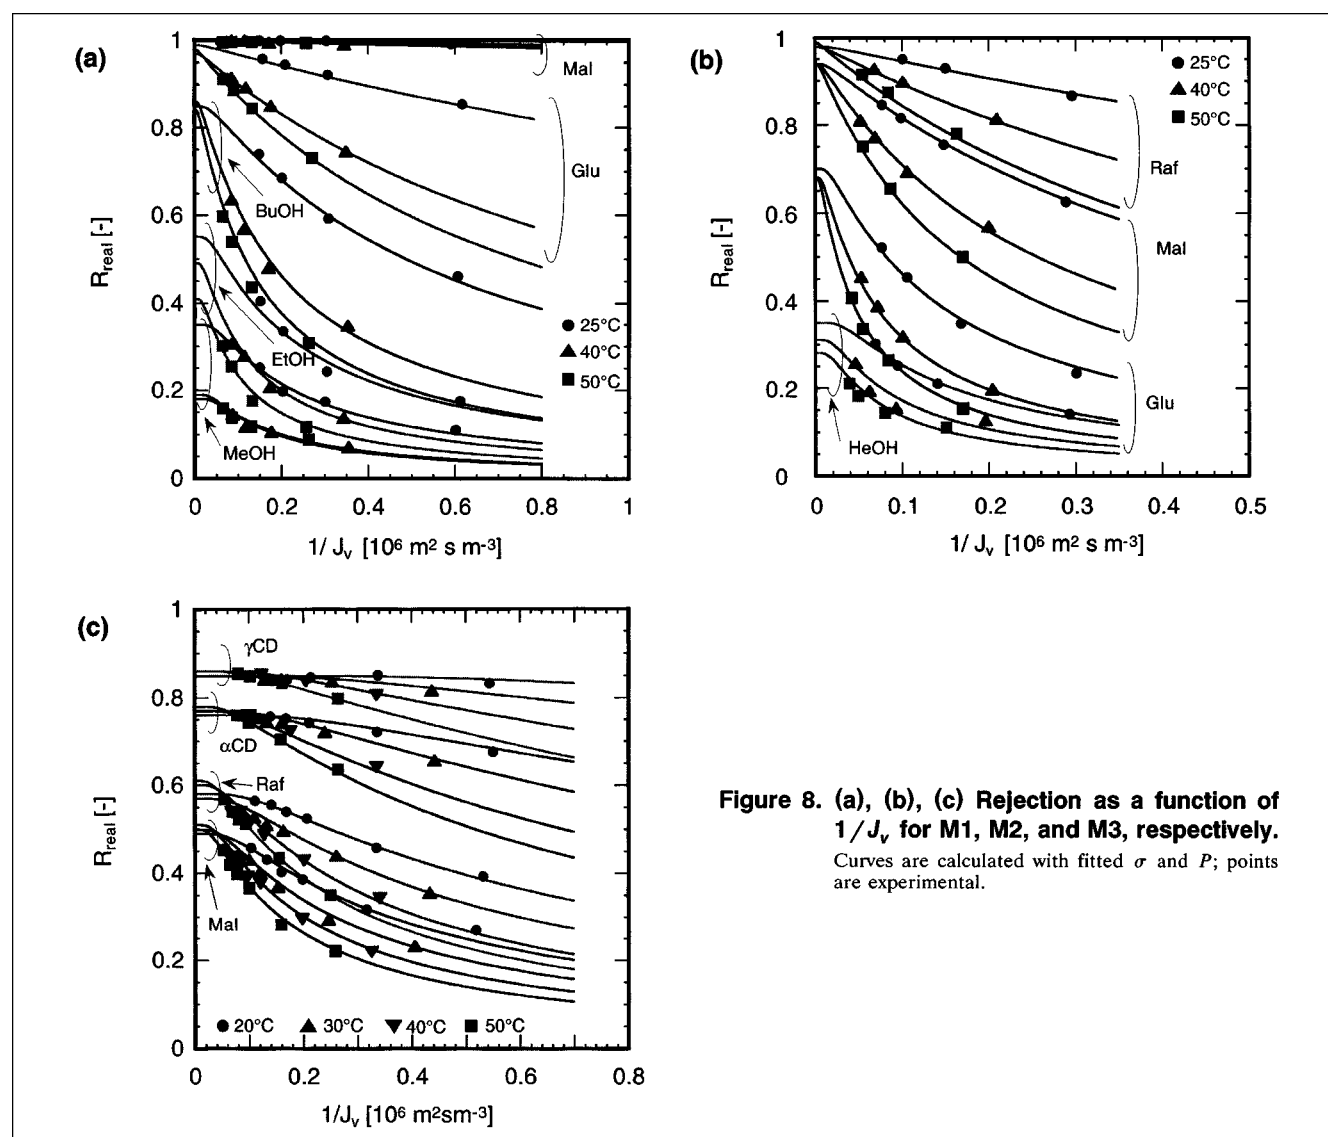 (a)
1
0.8
0.6
0.4
0.2
0
R_real [-]
BuOH
EtOH
MeOH
Mal
Glu
25°C
40°C
50°C
0 0.2 0.4 0.6 0.8 1
1/ J_v [10⁶ m² s m⁻³]
(b)
1
0.8
0.6
0.4
0.2
0
R_real [-]
25°C
40°C
50°C
Raf
Mal
Glu
HeOH
0 0.1 0.2 0.3 0.4 0.5
1/ J_v [10⁶ m² s m⁻³]
(c)
1
0.8
0.6
0.4
0.2
0
R_real [-]
γCD
αCD
Raf
Mal
20°C 30°C 40°C 50°C
0 0.2 0.4 0.6 0.8
1/J_v [10⁶ m²sm⁻³]
Figure 8. (a), (b), (c) Rejection as a function of
1/J_v for M1, M2, and M3, respectively.
Curves are calculated with fitted σ and P; points
are experimental.